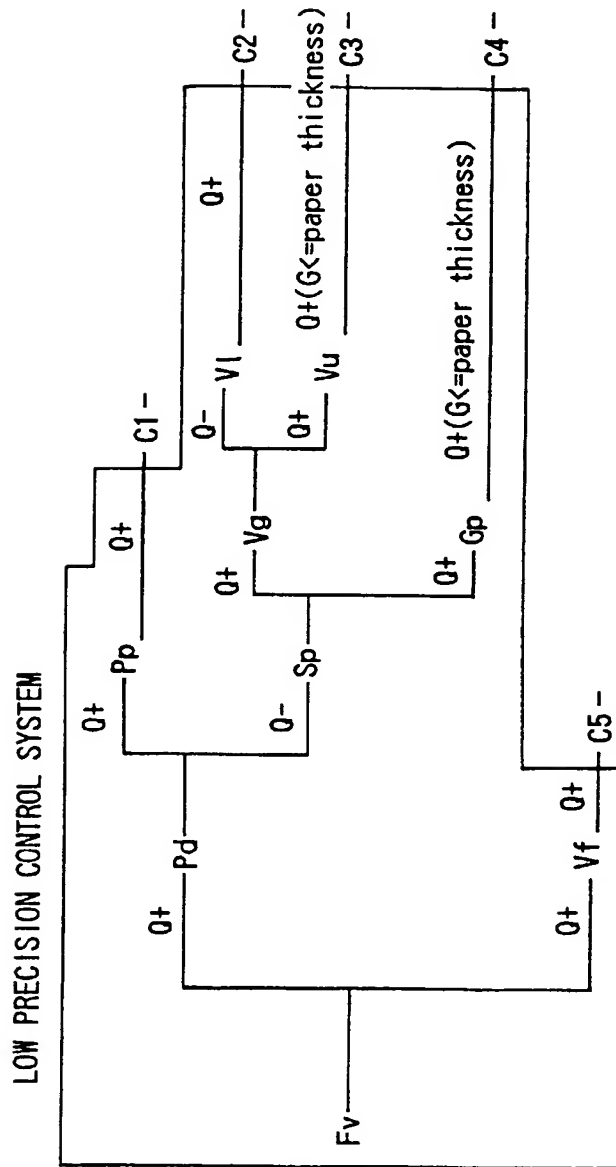 LOW PRECISION CONTROL SYSTEM
Fv
Q+
Pd
Q+
Pp
Q+
C1-
Q-
Sp
Q+
Vg
Q-
Vl
Q+
C2-
Q+
Vu
Q+(G<=paper thickness)
C3-
Q+
Gp
Q+(G<=paper thickness)
C4-
Q+
Vf
Q+
C5-